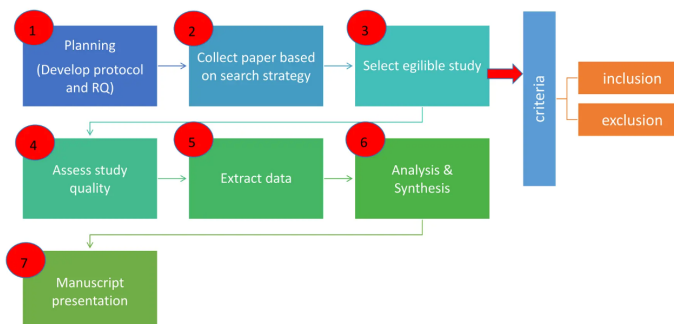 1
Planning
(Develop protocol
and RQ)
2
Collect paper based
on search strategy
3
Select egilible study
criteria
inclusion
exclusion
4
Assess study
quality
5
Extract data
6
Analysis &
Synthesis
7
Manuscript
presentation